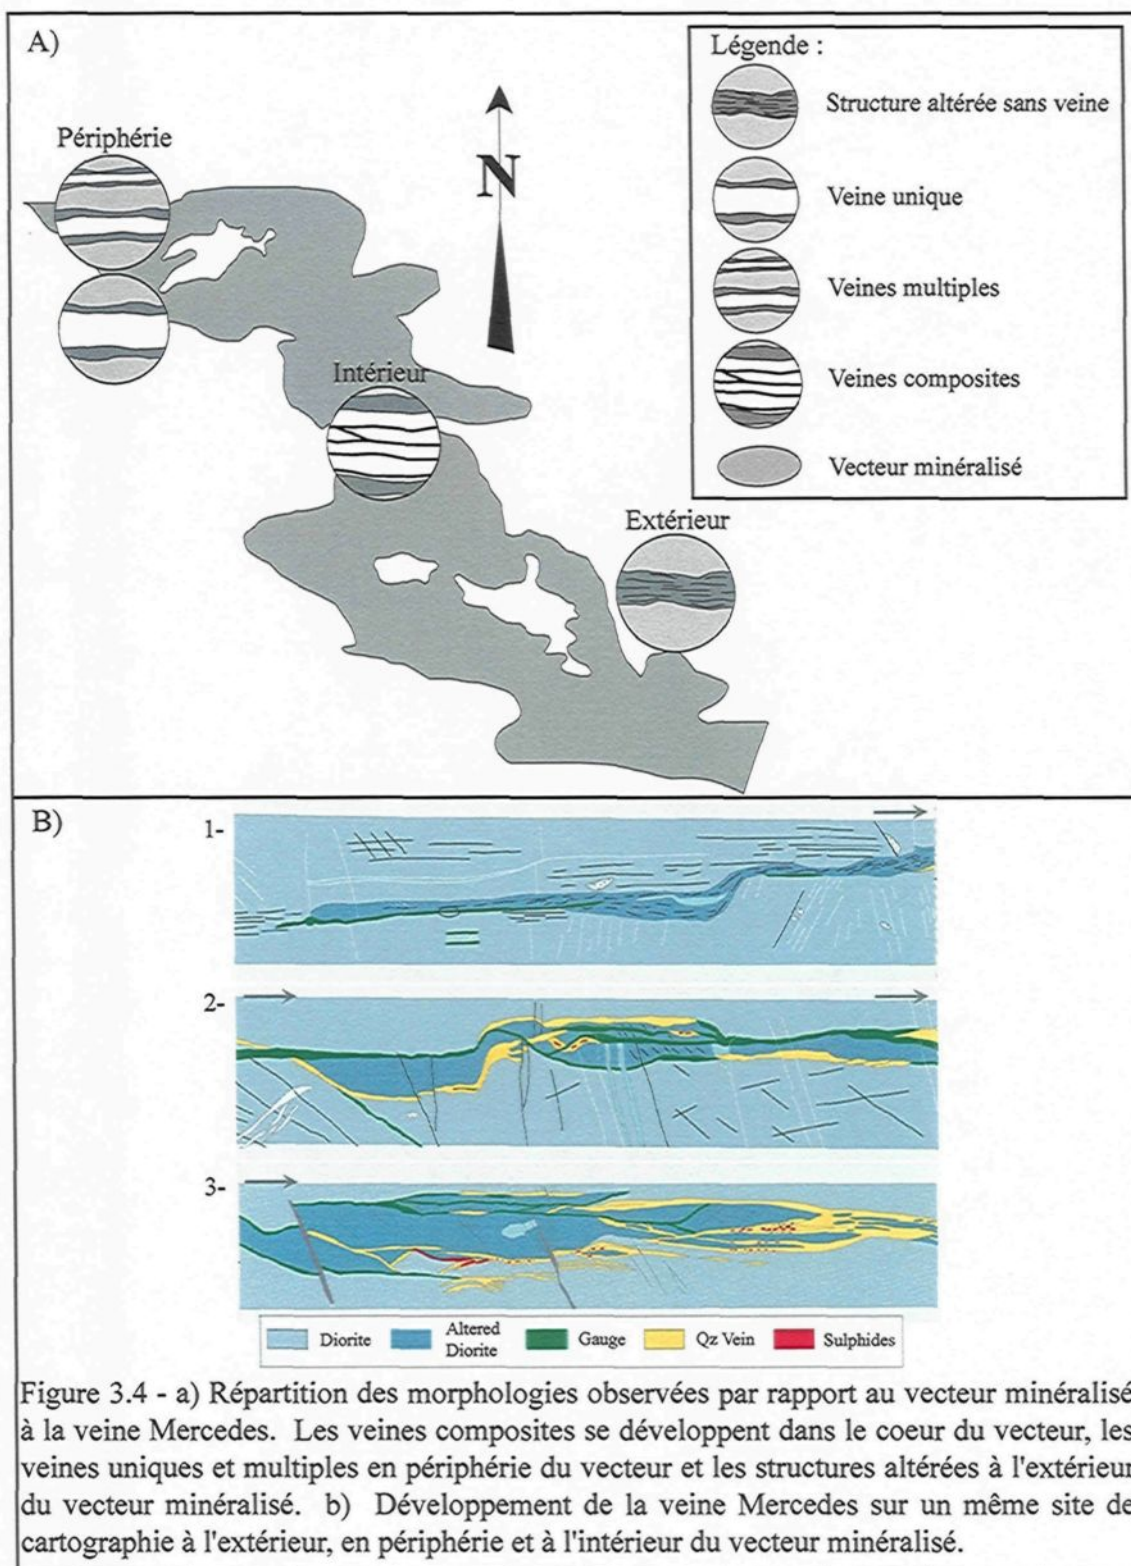 A)
Légende :
Structure altérée sans veine
Périphérie
N
Veine unique
Veines multiples
Intérieur
Veines composites
Vecteur minéralisé
Extérieur
B)
1-
2-
3-
Diorite
Altered
Diorite
Gauge
Qz Vein
Sulphides
Figure 3.4 - a) Répartition des morphologies observées par rapport au vecteur minéralisé
à la veine Mercedes. Les veines composites se développent dans le coeur du vecteur, les
veines uniques et multiples en périphérie du vecteur et les structures altérées à l'extérieur
du vecteur minéralisé. b) Développement de la veine Mercedes sur un même site de
cartographie à l'extérieur, en périphérie et à l'intérieur du vecteur minéralisé.